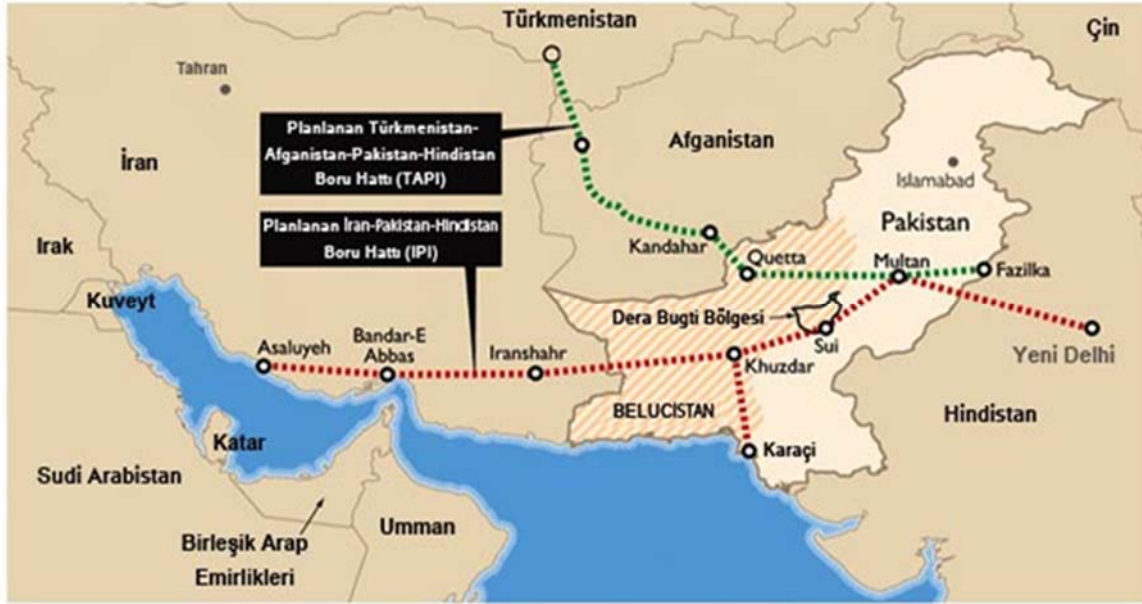 Türkmenistan
Çin
Tahran
Planlanan Türkmenistan-
Afganistan-Pakistan-Hindistan
Boru Hattı (TAPI)
Afganistan
İran
Islamabad
Pakistan
Planlanan İran-Pakistan-Hindistan
Boru Hattı (IPI)
Irak
Kandahar
Quetta
Multan
Fazilka
Kuveyt
Dera Bugti Bölgesi
Asaluyeh
Bandar-E
Abbas
Iranshahr
Khuzdar
Sui
Yeni Delhi
BELUCİSTAN
Hindistan
Katar
Karaçi
Sudi Arabistan
Umman
Birleşik Arap
Emirlikleri